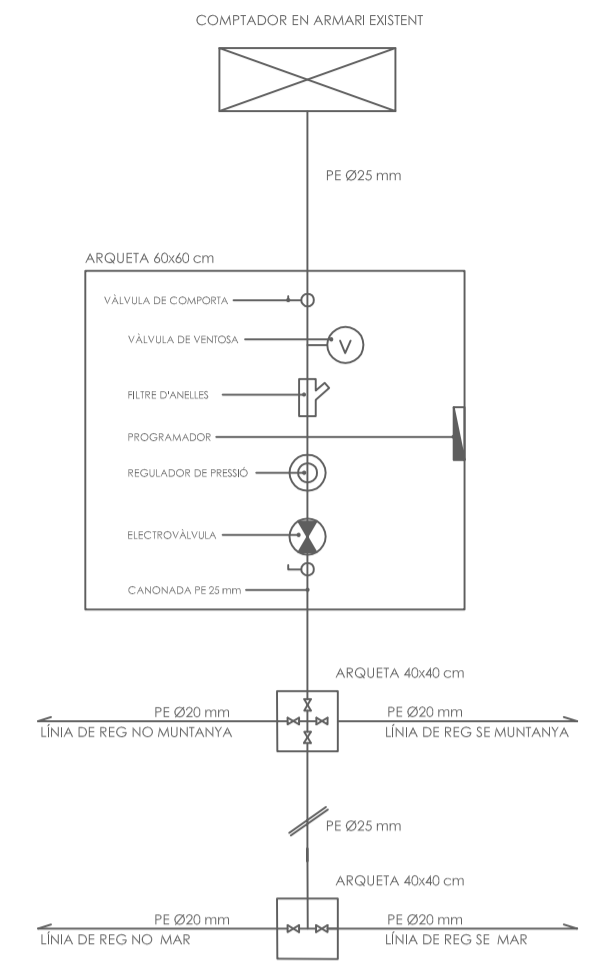 COMPTADOR EN ARMARI EXISTENT
PE Ø25 mm
ARQUETA 60x60 cm
VÀLVULA DE COMPORTA
VÀLVULA DE VENTOSA
V
FILTRE D'ANELLES
PROGRAMADOR
REGULADOR DE PRESSIÓ
ELECTROVÀLVULA
CANONADA PE 25 mm
ARQUETA 40x40 cm
PE Ø20 mm
LÍNIA DE REG NO MUNTANYA
PE Ø20 mm
LÍNIA DE REG SE MUNTANYA
PE Ø25 mm
ARQUETA 40x40 cm
PE Ø20 mm
LÍNIA DE REG NO MAR
PE Ø20 mm
LÍNIA DE REG SE MAR